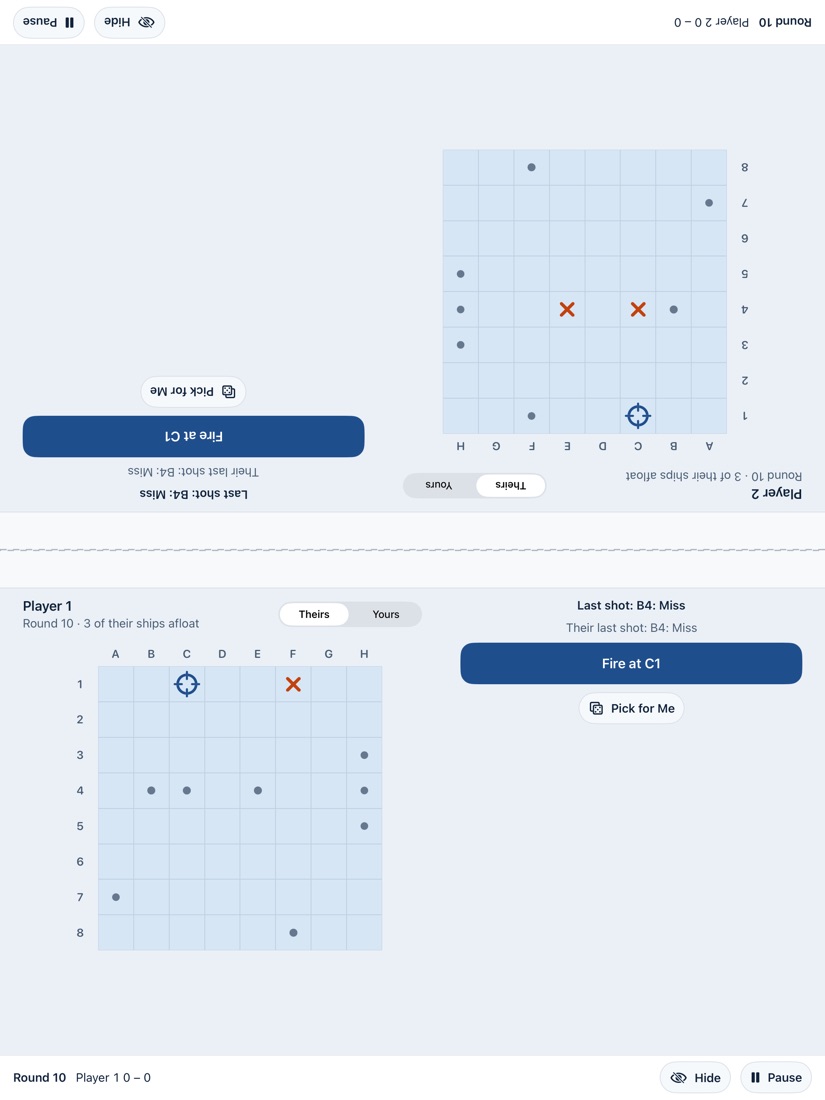 Round 10 Player 2 0 – 0
Hide
Pause
8
7
6
5
4
3
2
1
A B C D E F G H
Player 2
Round 10 · 3 of their ships afloat
Theirs Yours
Last shot: B4: Miss
Their last shot: B4: Miss
Fire at C1
Pick for Me
Player 1
Round 10 · 3 of their ships afloat
Theirs Yours
A B C D E F G H
1
2
3
4
5
6
7
8
Last shot: B4: Miss
Their last shot: B4: Miss
Fire at C1
Pick for Me
Round 10 Player 1 0 – 0
Hide
Pause